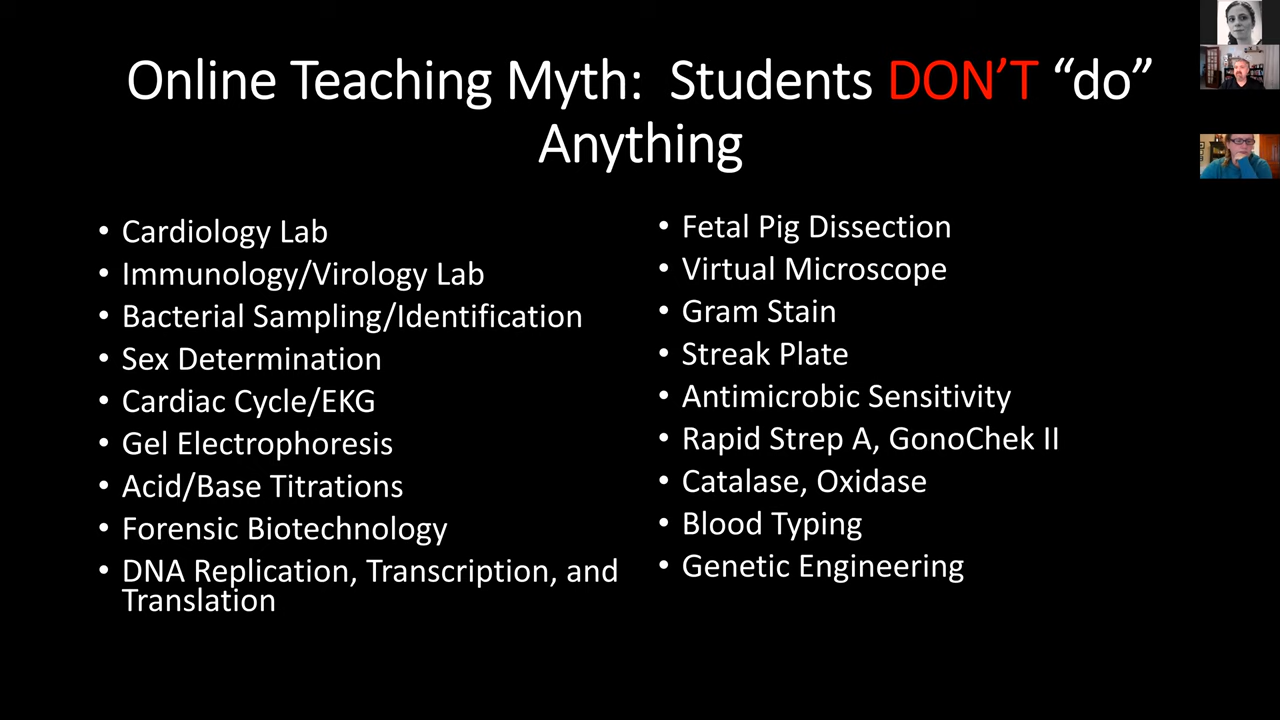 Online Teaching Myth:  Students DON’T “do”
Anything
• Cardiology Lab
• Immunology/Virology Lab
• Bacterial Sampling/Identification
• Sex Determination
• Cardiac Cycle/EKG
• Gel Electrophoresis
• Acid/Base Titrations
• Forensic Biotechnology
• DNA Replication, Transcription, and
Translation
• Fetal Pig Dissection
• Virtual Microscope
• Gram Stain
• Streak Plate
• Antimicrobic Sensitivity
• Rapid Strep A, GonoChek II
• Catalase, Oxidase
• Blood Typing
• Genetic Engineering